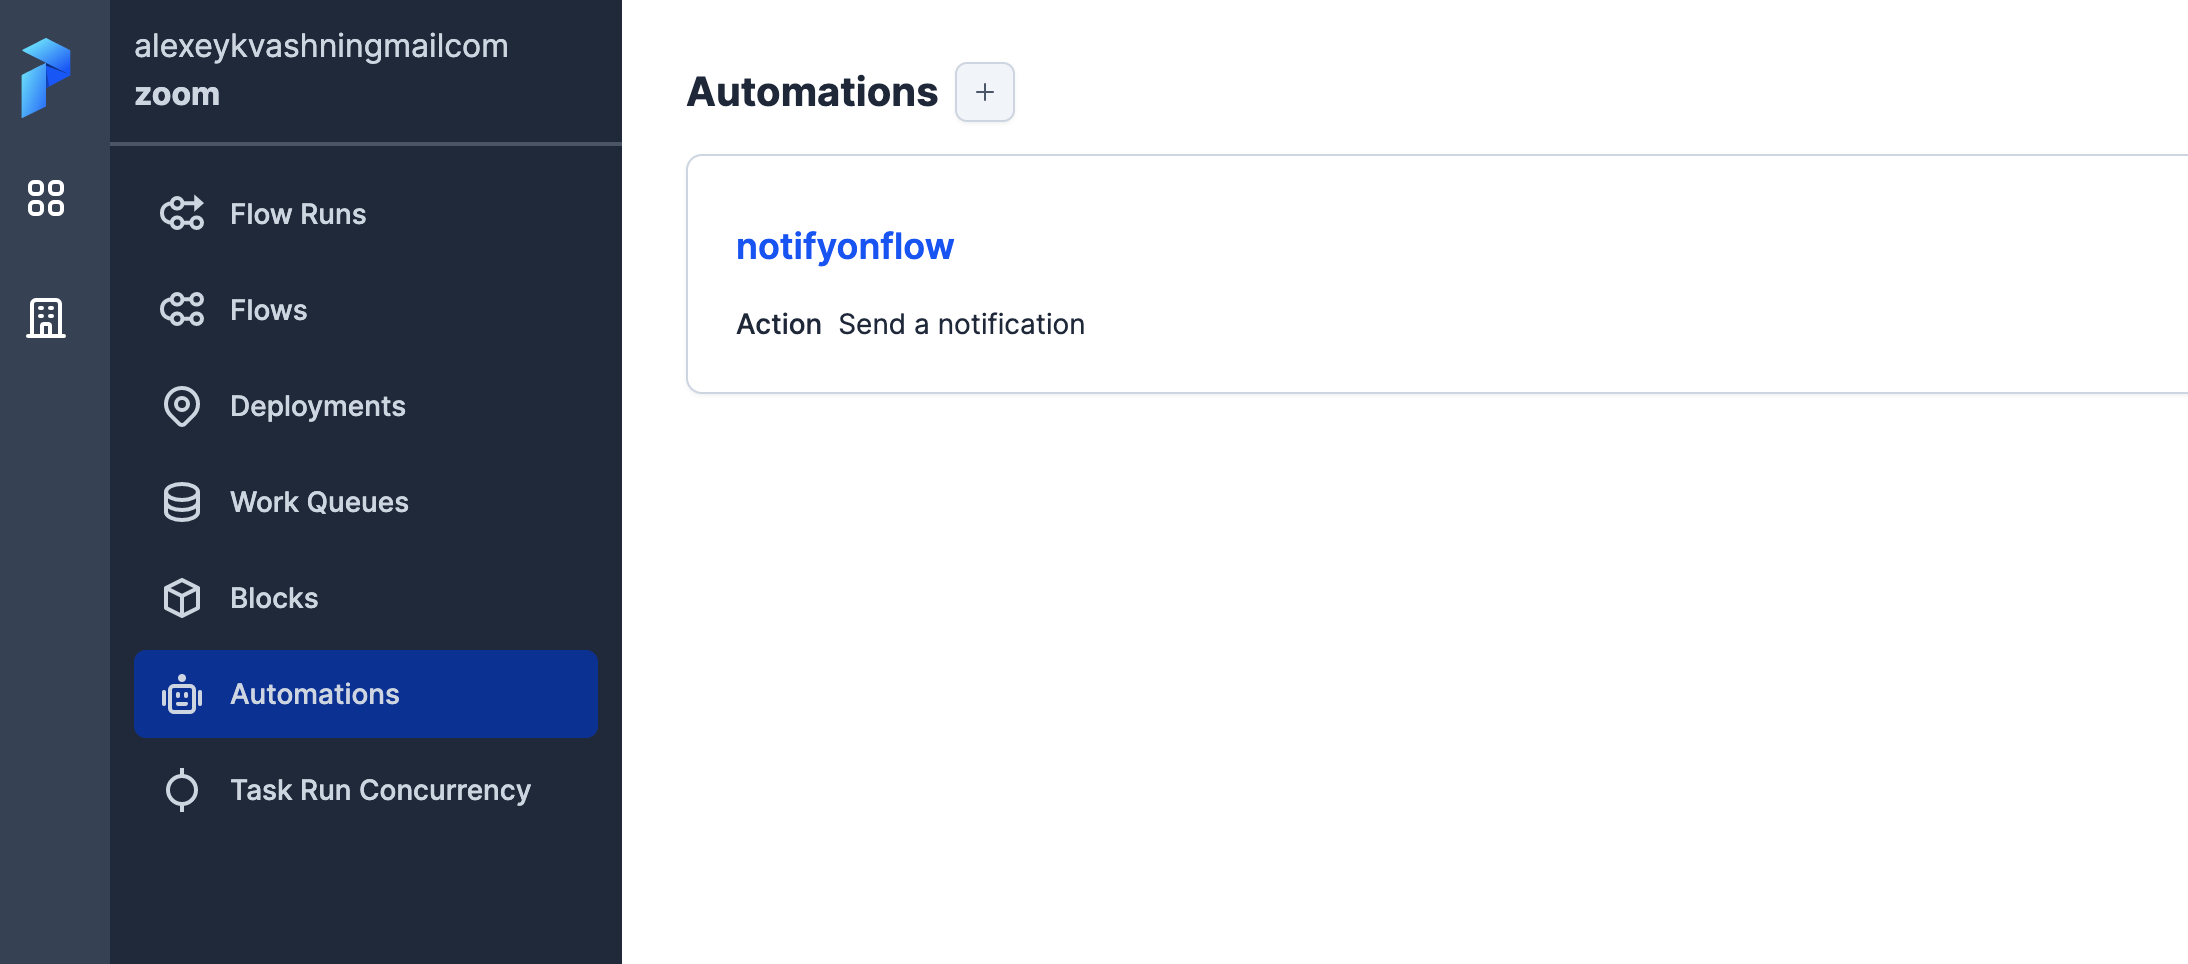 alexeykvashningmailcom
zoom
Flow Runs
Flows
Deployments
Work Queues
Blocks
Automations
Task Run Concurrency
Automations
notifyonflow
Action Send a notification